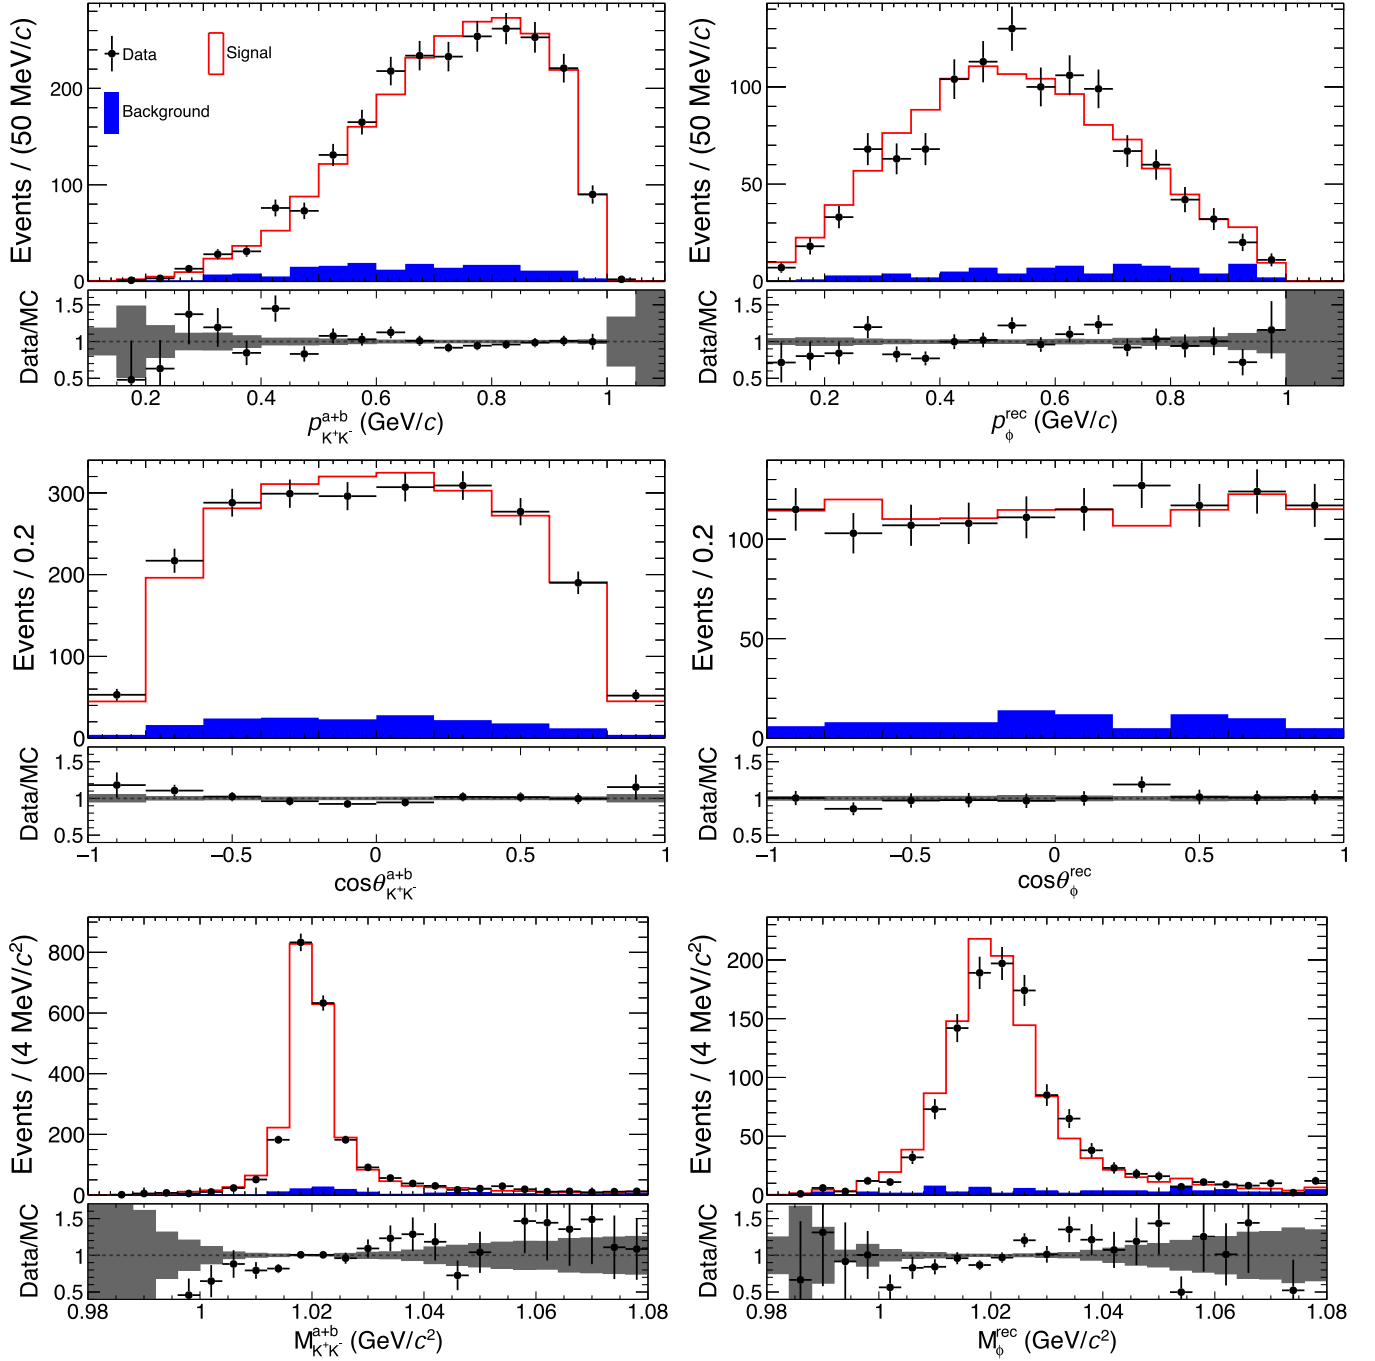 Events / (50 MeV/c)
200
100
0
Data
Signal
Background
Data/MC
1.5
1
0.5
0.2 0.4 0.6 0.8 1
p_{K⁺K⁻}^{a+b} (GeV/c)
Events / (50 MeV/c)
100
50
0
Data/MC
1.5
1
0.5
0.2 0.4 0.6 0.8 1
p_ϕ^{rec} (GeV/c)
Events / 0.2
300
200
100
0
Data/MC
1.5
1
0.5
−1 −0.5 0 0.5 1
cosθ_{K⁺K⁻}^{a+b}
Events / 0.2
100
50
0
Data/MC
1.5
1
0.5
−1 −0.5 0 0.5 1
cosθ_ϕ^{rec}
Events / (4 MeV/c²)
800
600
400
200
0
Data/MC
1.5
1
0.5
0.98 1 1.02 1.04 1.06 1.08
M_{K⁺K⁻}^{a+b} (GeV/c²)
Events / (4 MeV/c²)
200
150
100
50
0
Data/MC
1.5
1
0.5
0.98 1 1.02 1.04 1.06 1.08
M_ϕ^{rec} (GeV/c²)